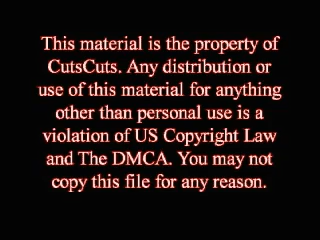 This material is the property of
CutsCuts. Any distribution or
use of this material for anything
other than personal use is a
violation of US Copyright Law
and The DMCA. You may not
copy this file for any reason.